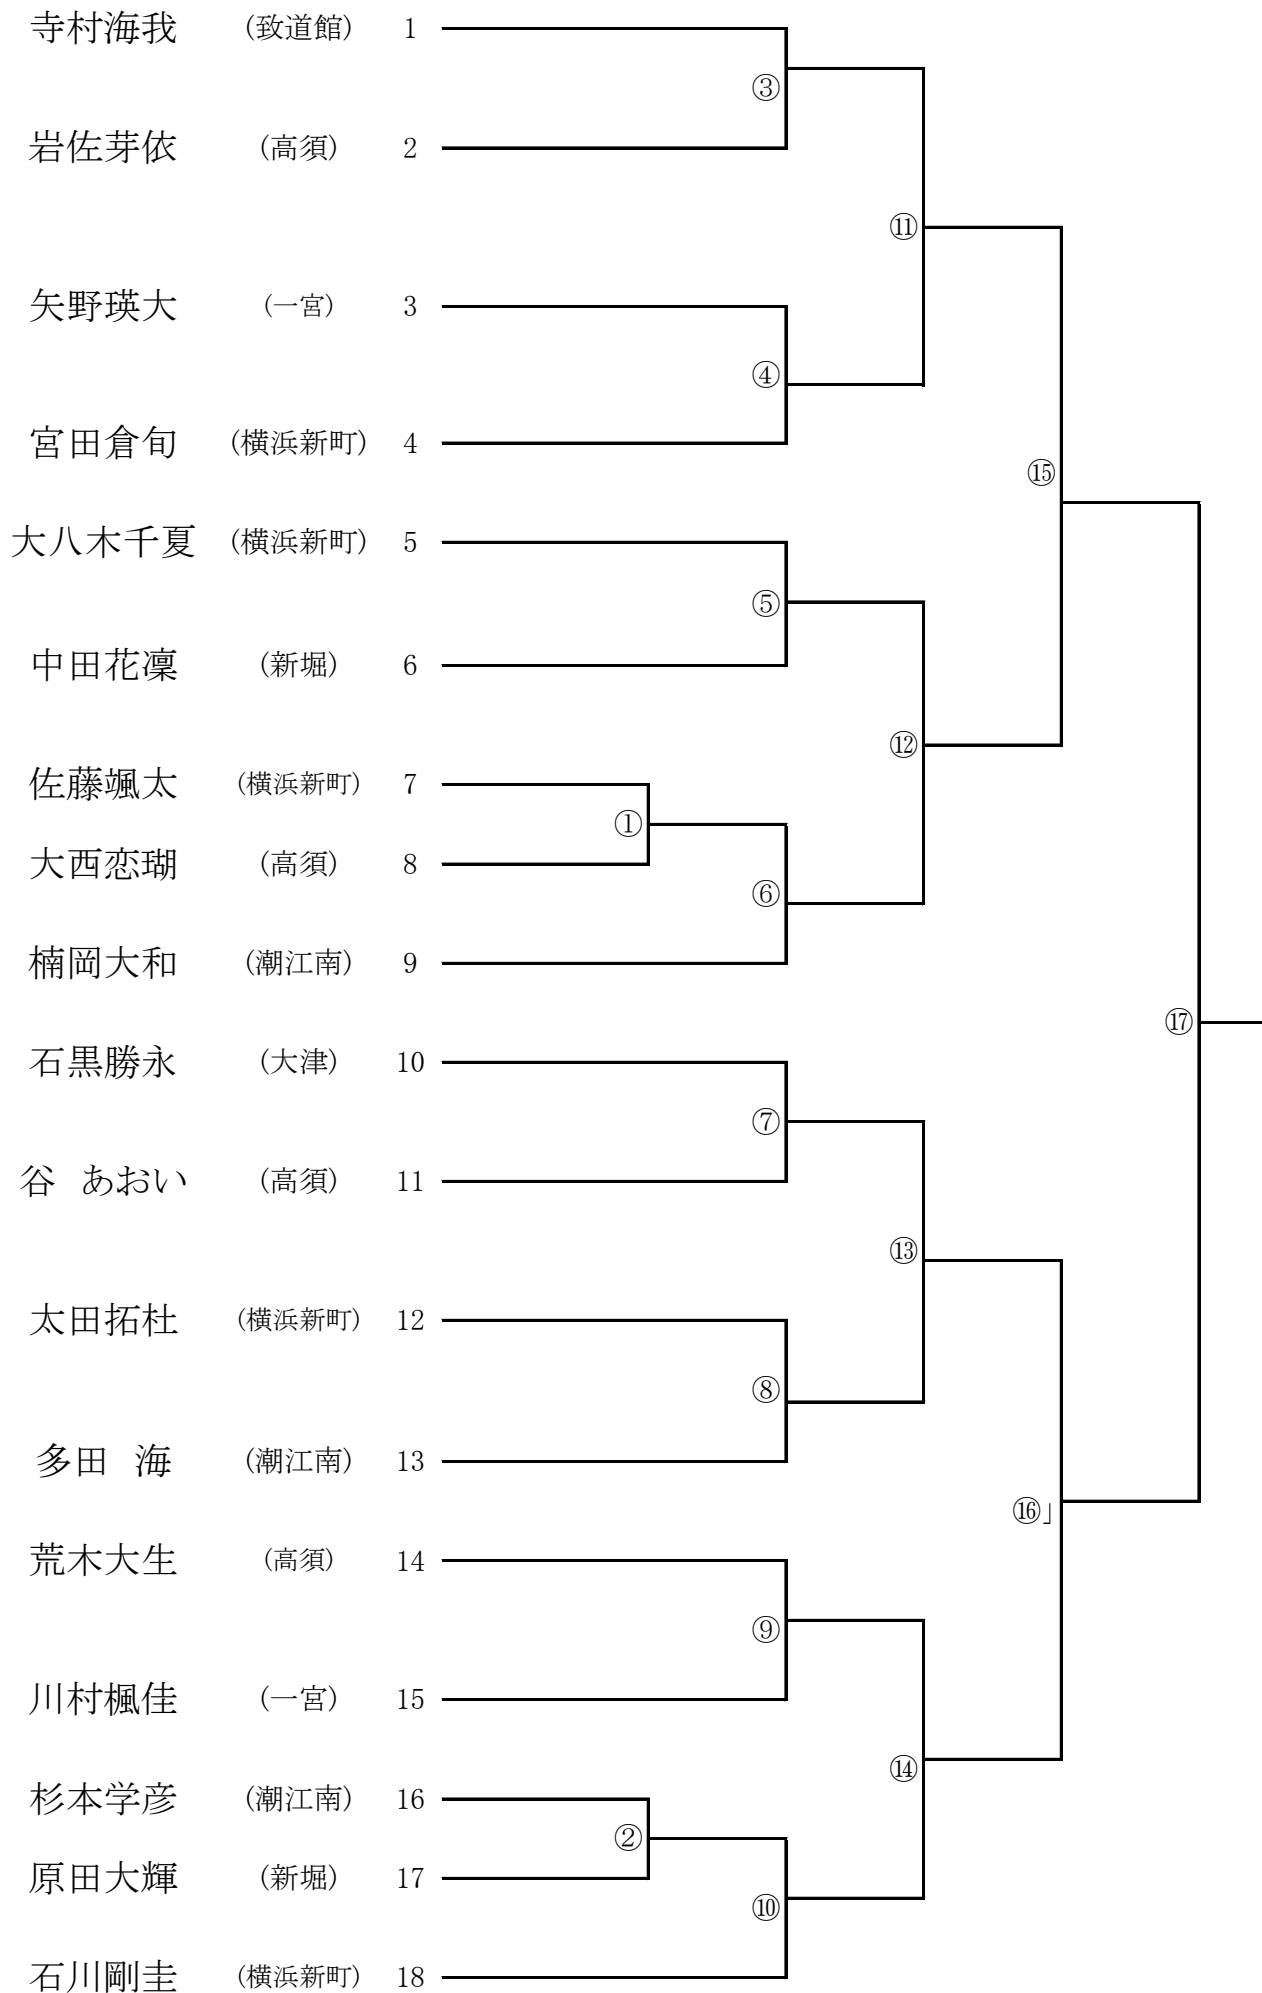 寺村海我 (致道館) 1
③
岩佐芽依 (高須) 2
⑪
矢野瑛大 (一宮) 3
④
宮田倉旬 (横浜新町) 4
⑮
大八木千夏 (横浜新町) 5
⑤
中田花凜 (新堀) 6
⑫
佐藤颯太 (横浜新町) 7
①
大西恋瑚 (高須) 8
⑥
楠岡大和 (潮江南) 9
⑰
石黒勝永 (大津) 10
⑦
谷 あおい (高須) 11
⑬
太田拓杜 (横浜新町) 12
⑧
多田 海 (潮江南) 13
⑯」
荒木大生 (高須) 14
⑨
川村楓佳 (一宮) 15
⑭
杉本学彦 (潮江南) 16
②
原田大輝 (新堀) 17
⑩
石川剛圭 (横浜新町) 18